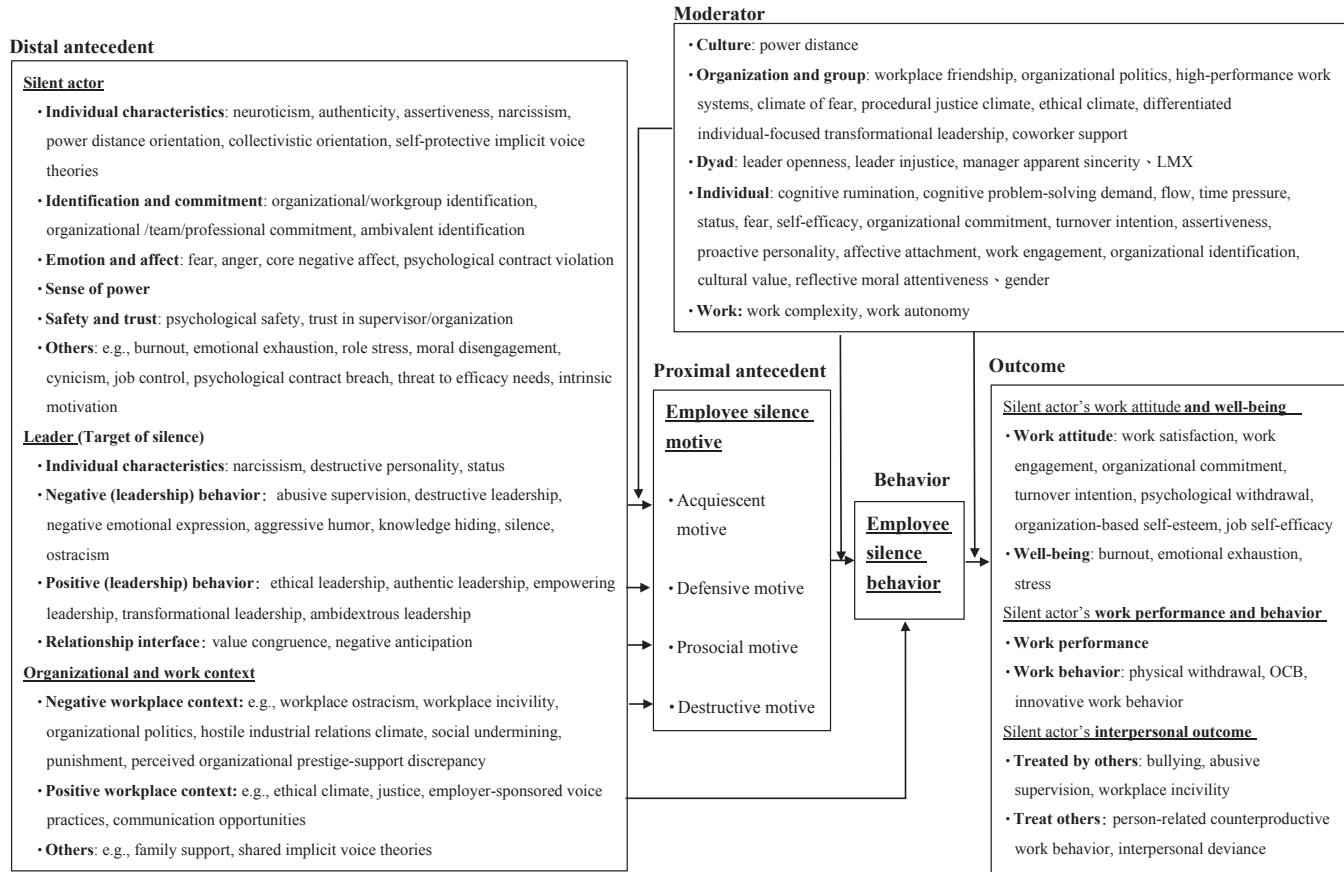 Distal antecedent
Silent actor
・Individual characteristics: neuroticism, authenticity, assertiveness, narcissism,
power distance orientation, collectivistic orientation, self-protective implicit voice
theories
・Identification and commitment: organizational/workgroup identification,
organizational /team/professional commitment, ambivalent identification
・Emotion and affect: fear, anger, core negative affect, psychological contract violation
・Sense of power
・Safety and trust: psychological safety, trust in supervisor/organization
・Others: e.g., burnout, emotional exhaustion, role stress, moral disengagement,
cynicism, job control, psychological contract breach, threat to efficacy needs, intrinsic
motivation
Leader (Target of silence)
・Individual characteristics: narcissism, destructive personality, status
・Negative (leadership) behavior： abusive supervision, destructive leadership,
negative emotional expression, aggressive humor, knowledge hiding, silence,
ostracism
・Positive (leadership) behavior： ethical leadership, authentic leadership, empowering
leadership, transformational leadership, ambidextrous leadership
・Relationship interface： value congruence, negative anticipation
Organizational and work context
・Negative workplace context: e.g., workplace ostracism, workplace incivility,
organizational politics, hostile industrial relations climate, social undermining,
punishment, perceived organizational prestige-support discrepancy
・Positive workplace context: e.g., ethical climate, justice, employer-sponsored voice
practices, communication opportunities
・Others: e.g., family support, shared implicit voice theories
Moderator
・Culture: power distance
・Organization and group: workplace friendship, organizational politics, high-performance work
systems, climate of fear, procedural justice climate, ethical climate, differentiated
individual-focused transformational leadership, coworker support
・Dyad: leader openness, leader injustice, manager apparent sincerity、LMX
・Individual: cognitive rumination, cognitive problem-solving demand, flow, time pressure,
status, fear, self-efficacy, organizational commitment, turnover intention, assertiveness,
proactive personality, affective attachment, work engagement, organizational identification,
cultural value, reflective moral attentiveness、gender
・Work: work complexity, work autonomy
Proximal antecedent
Employee silence
motive
・Acquiescent
motive
・Defensive motive
・Prosocial motive
・Destructive motive
Behavior
Employee
silence
behavior
Outcome
Silent actor's work attitude and well-being
・Work attitude: work satisfaction, work
engagement, organizational commitment,
turnover intention, psychological withdrawal,
organization-based self-esteem, job self-efficacy
・Well-being: burnout, emotional exhaustion,
stress
Silent actor's work performance and behavior
・Work performance
・Work behavior: physical withdrawal, OCB,
innovative work behavior
Silent actor's interpersonal outcome
・Treated by others: bullying, abusive
supervision, workplace incivility
・Treat others： person-related counterproductive
work behavior, interpersonal deviance